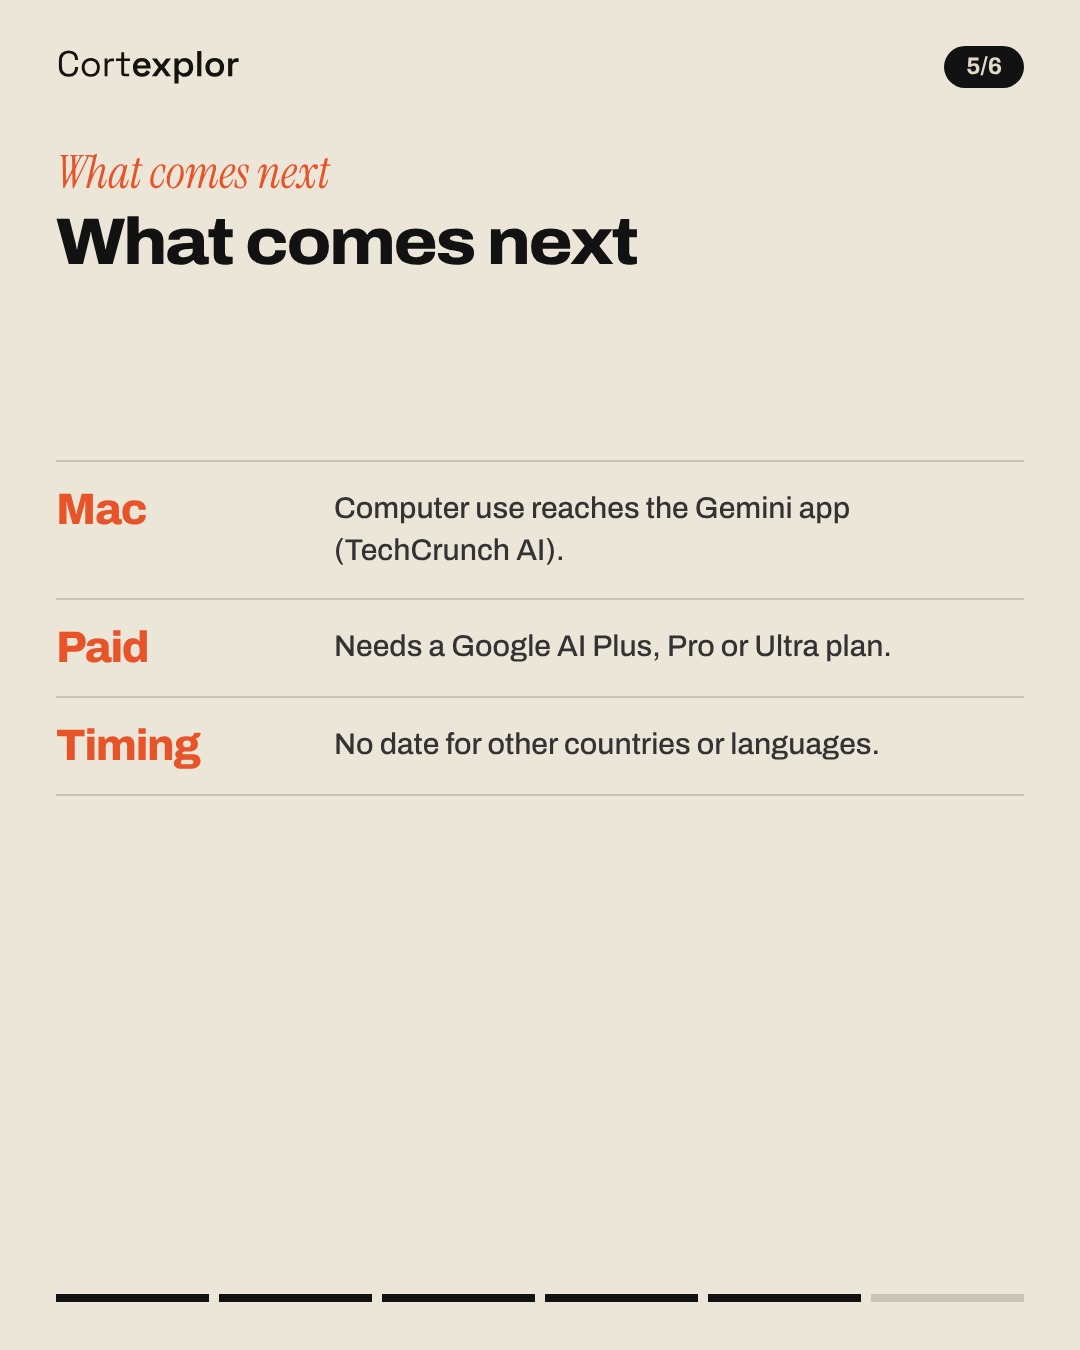 Cortexplor
5/6
What comes next
What comes next
Mac
Computer use reaches the Gemini app
(TechCrunch AI).
Paid
Needs a Google AI Plus, Pro or Ultra plan.
Timing
No date for other countries or languages.